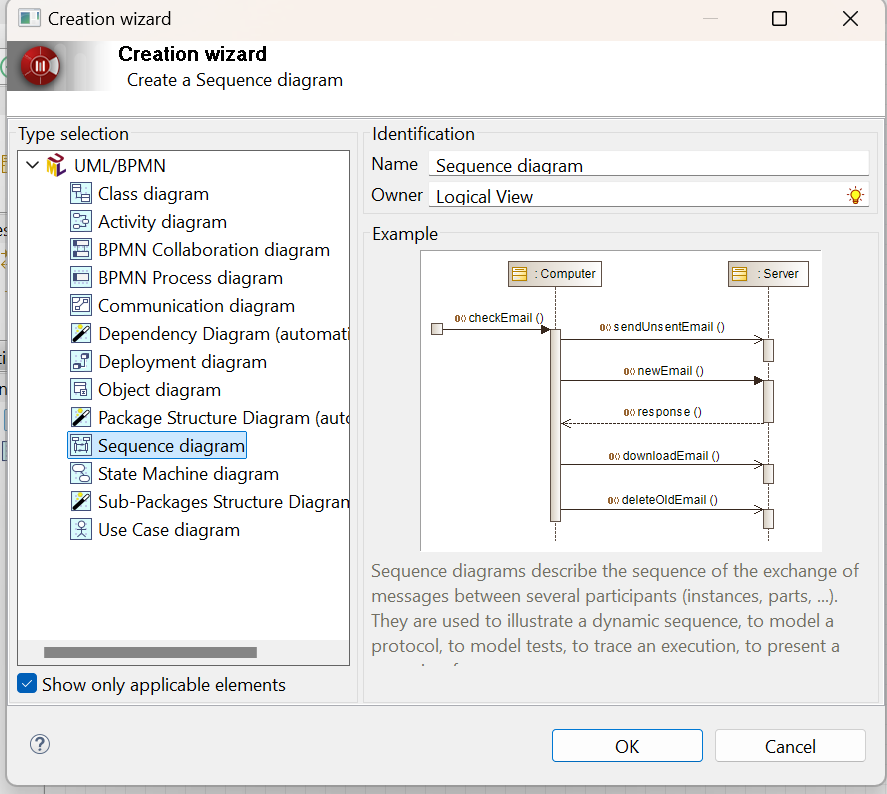 Creation wizard
Creation wizard
Create a Sequence diagram
Type selection
UML/BPMN
Class diagram
Activity diagram
BPMN Collaboration diagram
BPMN Process diagram
Communication diagram
Dependency Diagram (automati
Deployment diagram
Object diagram
Package Structure Diagram (auto
Sequence diagram
State Machine diagram
Sub-Packages Structure Diagram
Use Case diagram
Show only applicable elements
Identification
Name Sequence diagram
Owner Logical View
Example
: Computer : Server
checkEmail ()
sendUnsentEmail ()
newEmail ()
response ()
downloadEmail ()
deleteOldEmail ()
Sequence diagrams describe the sequence of the exchange of
messages between several participants (instances, parts, ...).
They are used to illustrate a dynamic sequence, to model a
protocol, to model tests, to trace an execution, to present a
OK Cancel